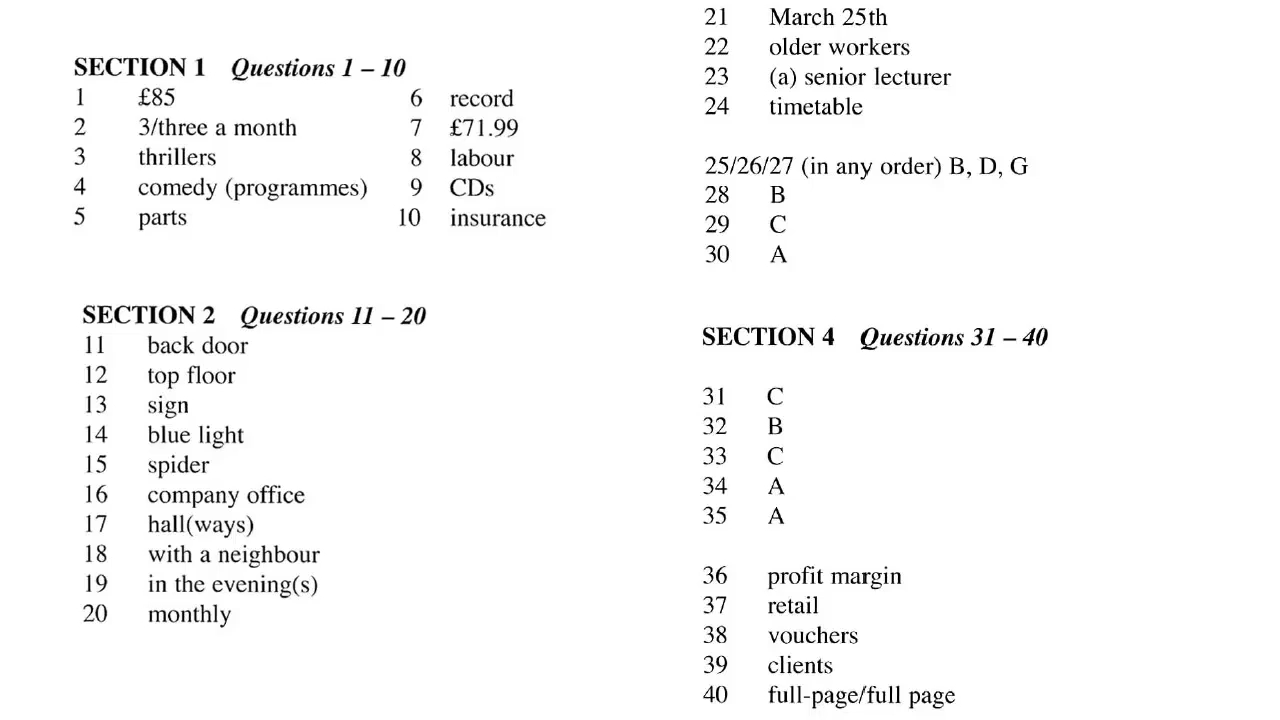 SECTION 1 Questions 1 – 10
1 £85
2 3/three a month
3 thrillers
4 comedy (programmes)
5 parts
6 record
7 £71.99
8 labour
9 CDs
10 insurance
SECTION 2 Questions 11 – 20
11 back door
12 top floor
13 sign
14 blue light
15 spider
16 company office
17 hall(ways)
18 with a neighbour
19 in the evening(s)
20 monthly
21 March 25th
22 older workers
23 (a) senior lecturer
24 timetable
25/26/27 (in any order) B, D, G
28 B
29 C
30 A
SECTION 4 Questions 31 – 40
31 C
32 B
33 C
34 A
35 A
36 profit margin
37 retail
38 vouchers
39 clients
40 full-page/full page